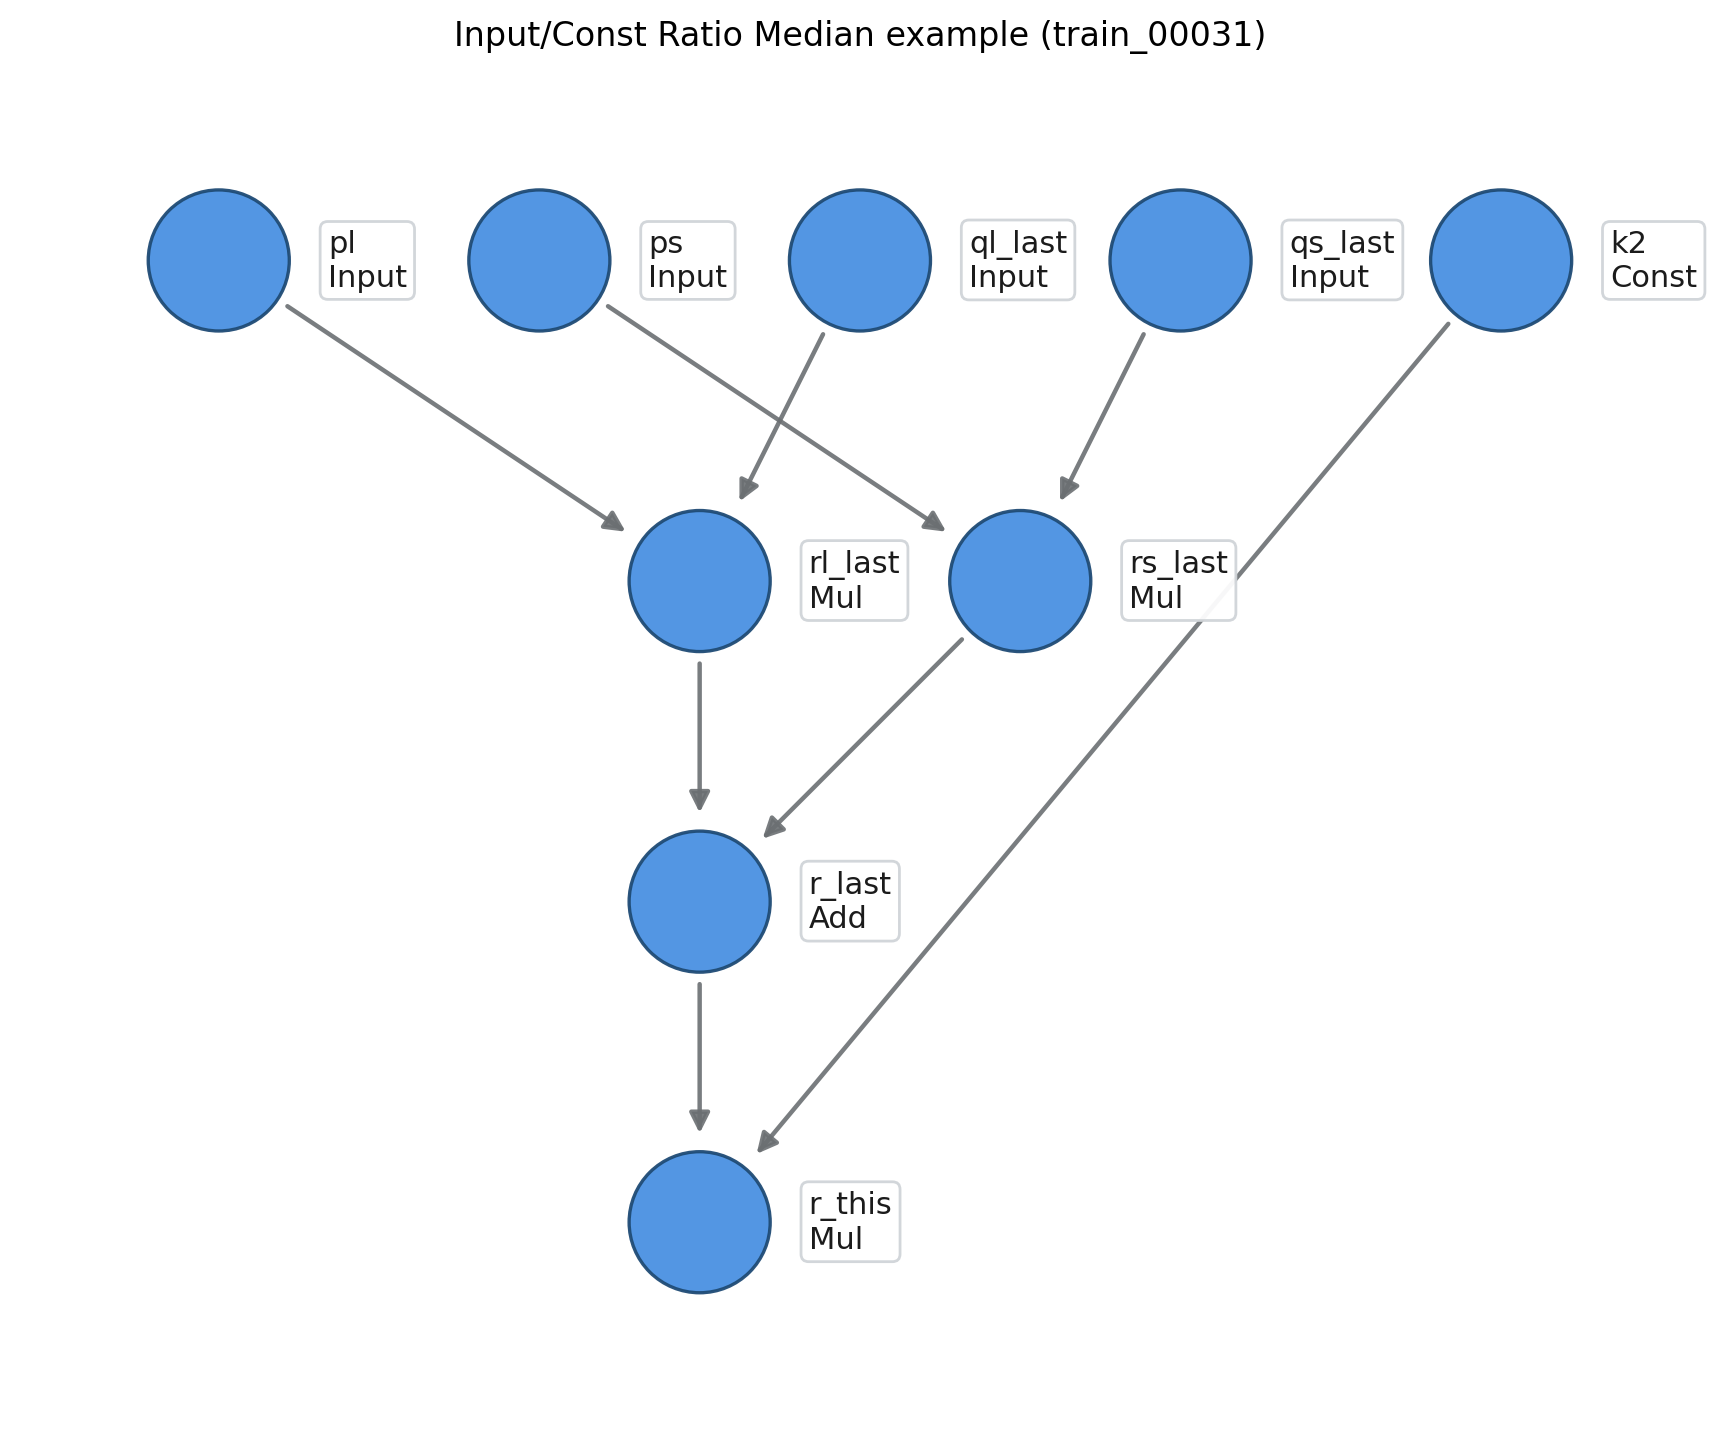 Input/Const Ratio Median example (train_00031)
pl
Input
ps
Input
ql_last
Input
qs_last
Input
k2
Const
rl_last
Mul
rs_last
Mul
r_last
Add
r_this
Mul